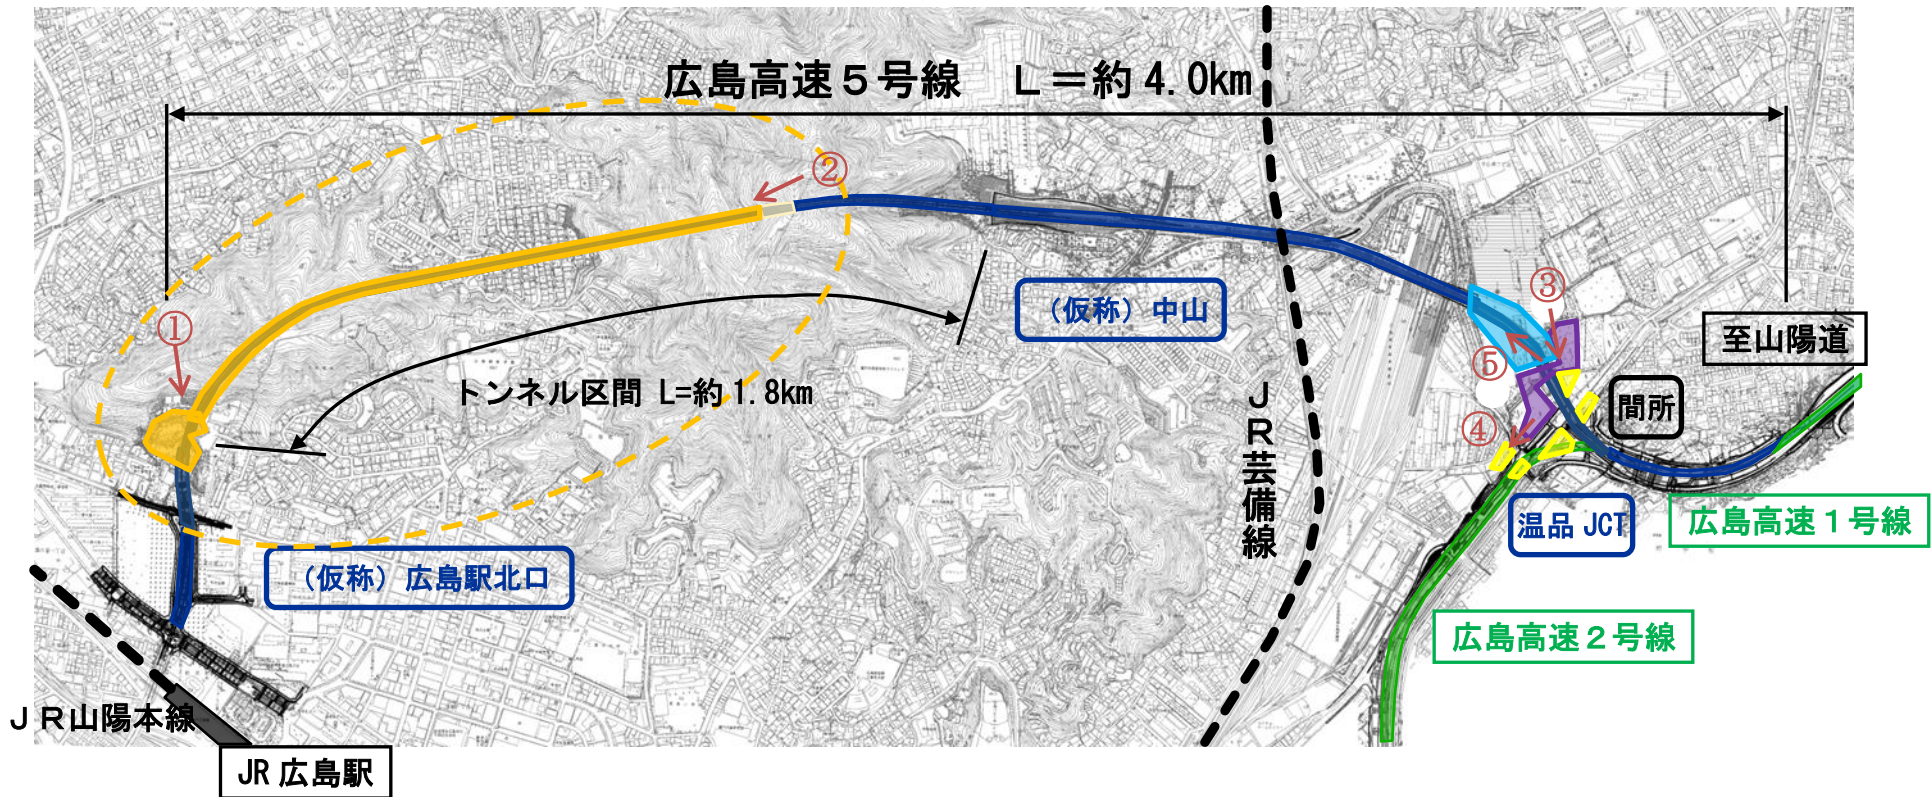 広島高速５号線　Ｌ＝約4.0km
②
①
③
（仮称）中山
至山陽道
⑤
トンネル区間 L=約1.8km
間所
④
ＪＲ芸備線
温品 JCT
広島高速１号線
（仮称）広島駅北口
広島高速２号線
ＪＲ山陽本線
JR 広島駅